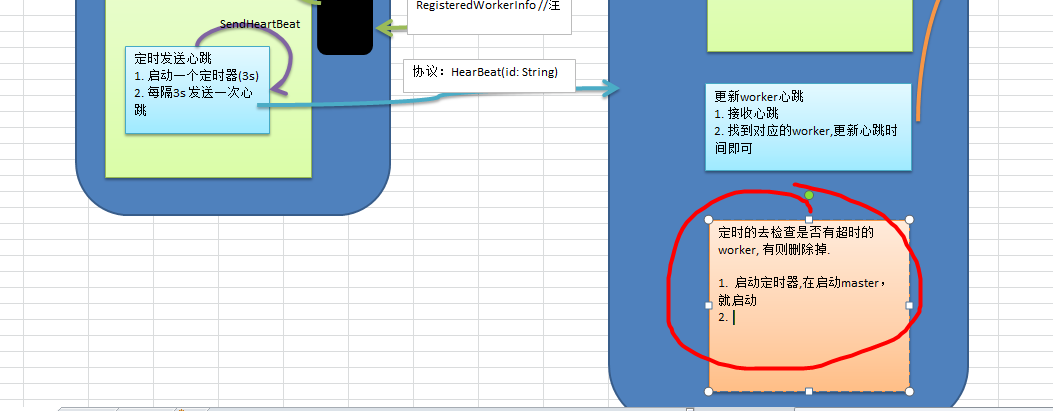 RegisteredWorkerInfo //注
SendHeartBeat
定时发送心跳
1. 启动一个定时器(3s)
2. 每隔3s 发送一次心
跳
协议：HearBeat(id: String)
更新worker心跳
1. 接收心跳
2. 找到对应的worker,更新心跳时
间即可
定时的去检查是否有超时的
worker, 有则删除掉.
1. 启动定时器,在启动master，
就启动
2.